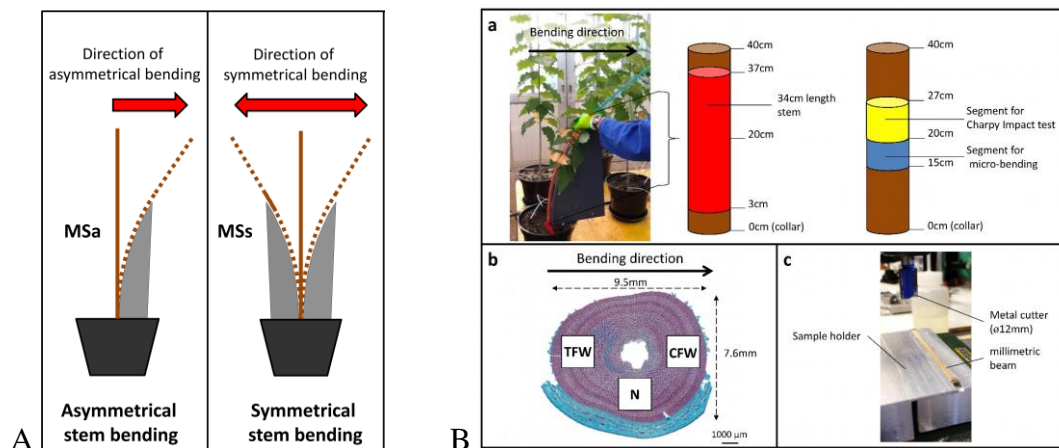 Direction of
asymmetrical bending
Direction of
symmetrical bending
MSa
MSs
Asymmetrical
stem bending
Symmetrical
stem bending
A
B
a
Bending direction
40cm
37cm
34cm length
stem
20cm
3cm
0cm (collar)
40cm
27cm
Segment for
Charpy Impact test
20cm
Segment for
micro-bending
15cm
0cm (collar)
b
Bending direction
9.5mm
TFW
CFW
N
7.6mm
1000 µm
c
Metal cutter
(ø12mm)
Sample holder
millimetric
beam